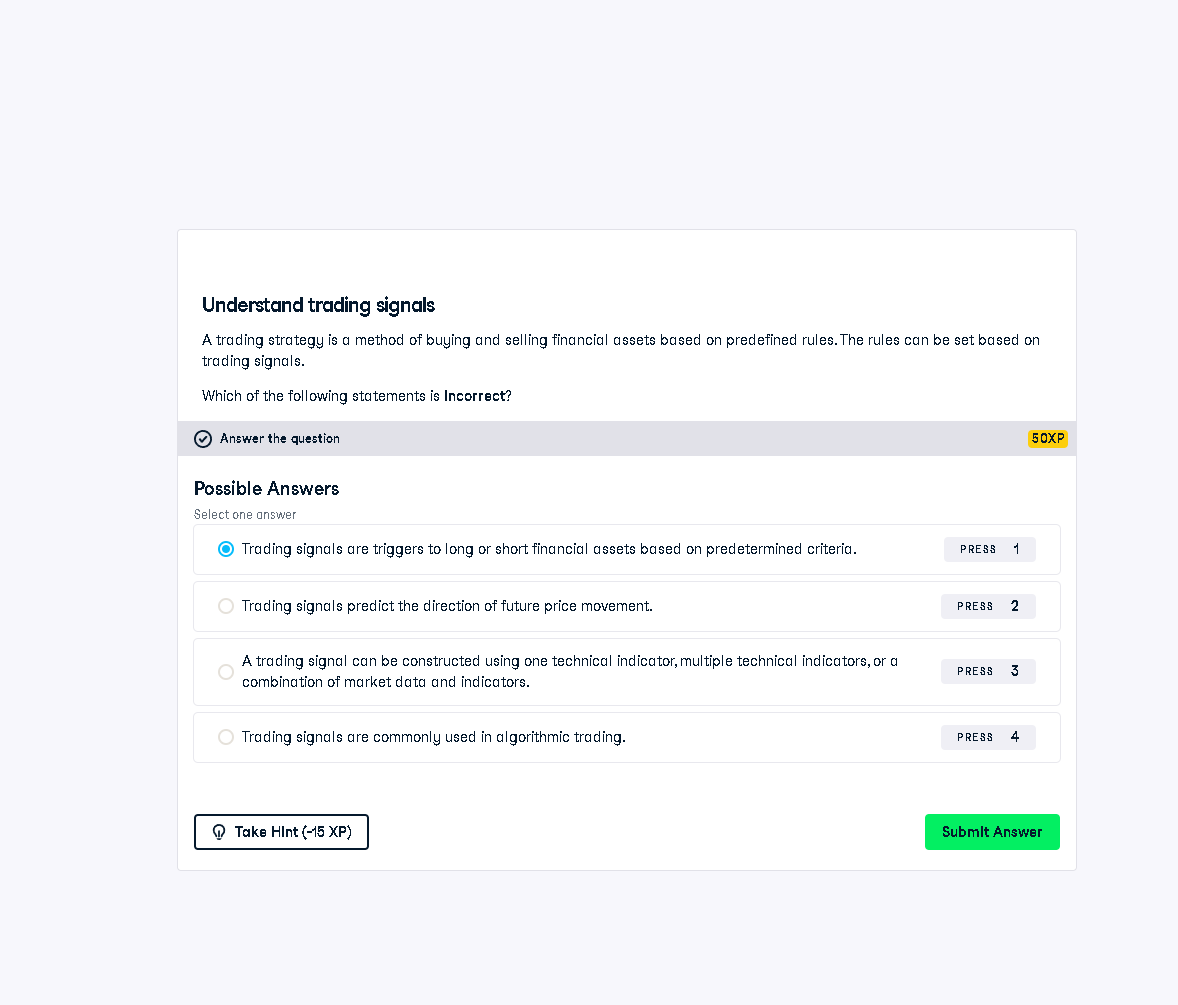 Understand trading signals
A trading strategy is a method of buying and selling financial assets based on predefined rules. The rules can be set based on
trading signals.
Which of the following statements is Incorrect?
Answer the question
50XP
Possible Answers
Select one answer
Trading signals are triggers to long or short financial assets based on predetermined criteria.
PRESS 1
Trading signals predict the direction of future price movement.
PRESS 2
A trading signal can be constructed using one technical indicator, multiple technical indicators, or a
combination of market data and indicators.
PRESS 3
Trading signals are commonly used in algorithmic trading.
PRESS 4
Take Hint (-15 XP)
Submit Answer